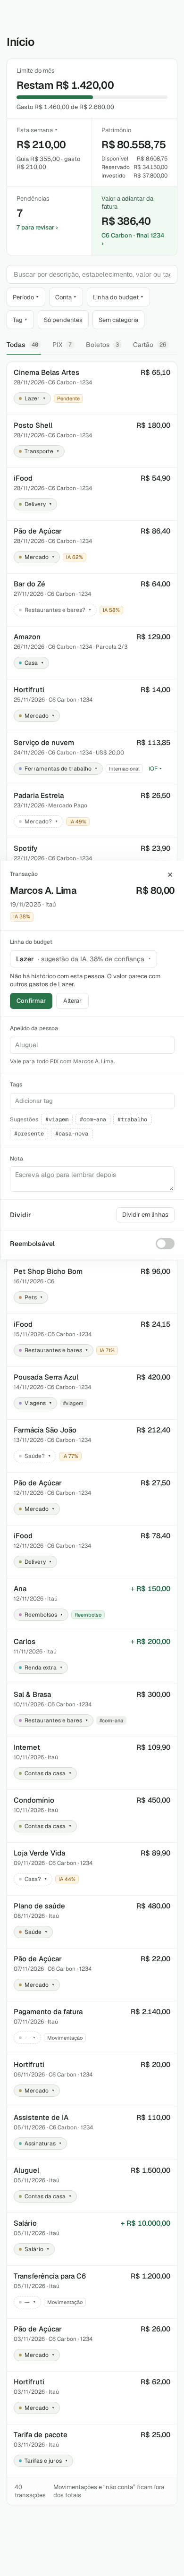 Início
Limite do mês
Restam R$ 1.420,00
Gasto R$ 1.460,00 de R$ 2.880,00
Esta semana
R$ 210,00
Guia R$ 355,00 · gasto
R$ 210,00
Patrimônio
R$ 80.558,75
Disponível R$ 8.608,75
Reservado R$ 34.150,00
Investido R$ 37.800,00
Pendências
7
7 para revisar ›
Valor a adiantar da
fatura
R$ 386,40
C6 Carbon · final 1234
›
Buscar por descrição, estabelecimento, valor ou tag
Período
Conta
Linha do budget
Tag
Só pendentes
Sem categoria
Todas 40
PIX 7
Boletos 3
Cartão 26
Cinema Belas Artes R$ 65,10
28/11/2026 · C6 Carbon · 1234
Lazer Pendente
Posto Shell R$ 180,00
28/11/2026 · C6 Carbon · 1234
Transporte
iFood R$ 54,90
28/11/2026 · C6 Carbon · 1234
Delivery
Pão de Açúcar R$ 86,40
28/11/2026 · C6 Carbon · 1234
Mercado IA 62%
Bar do Zé R$ 64,00
27/11/2026 · C6 Carbon · 1234
Restaurantes e bares? IA 58%
Amazon R$ 129,00
26/11/2026 · C6 Carbon · 1234 · Parcela 2/3
Casa
Hortifruti R$ 14,00
25/11/2026 · C6 Carbon · 1234
Mercado
Serviço de nuvem R$ 113,85
24/11/2026 · C6 Carbon · 1234 · US$ 20,00
Ferramentas de trabalho Internacional IOF
Padaria Estrela R$ 26,50
23/11/2026 · Mercado Pago
Mercado? IA 49%
Spotify R$ 23,90
22/11/2026 · C6 Carbon · 1234
Transação ×
Marcos A. Lima R$ 80,00
19/11/2026 · Itaú
IA 38%
Linha do budget
Lazer · sugestão da IA, 38% de confiança
Não há histórico com essa pessoa. O valor parece com
outros gastos de Lazer.
Confirmar Alterar
Apelido da pessoa
Aluguel
Vale para todo PIX com Marcos A. Lima.
Tags
Adicionar tag
Sugestões #viagem #com-ana #trabalho
#presente #casa-nova
Nota
Escreva algo para lembrar depois
Dividir Dividir em linhas
Reembolsável
Pet Shop Bicho Bom R$ 96,00
16/11/2026 · C6
Pets
iFood R$ 24,15
15/11/2026 · C6 Carbon · 1234
Restaurantes e bares IA 71%
Pousada Serra Azul R$ 420,00
14/11/2026 · C6 Carbon · 1234
Viagens #viagem
Farmácia São João R$ 212,40
13/11/2026 · C6 Carbon · 1234
Saúde? IA 77%
Pão de Açúcar R$ 27,50
12/11/2026 · C6 Carbon · 1234
Mercado
iFood R$ 78,40
12/11/2026 · C6 Carbon · 1234
Delivery
Ana + R$ 150,00
12/11/2026 · Itaú
Reembolsos Reembolso
Carlos + R$ 200,00
11/11/2026 · Itaú
Renda extra
Sal & Brasa R$ 300,00
10/11/2026 · C6 Carbon · 1234
Restaurantes e bares #com-ana
Internet R$ 109,90
10/11/2026 · Itaú
Contas da casa
Condomínio R$ 450,00
10/11/2026 · Itaú
Contas da casa
Loja Verde Vida R$ 89,90
09/11/2026 · C6 Carbon · 1234
Casa? IA 44%
Plano de saúde R$ 480,00
08/11/2026 · Itaú
Saúde
Pão de Açúcar R$ 22,00
07/11/2026 · C6 Carbon · 1234
Mercado
Pagamento da fatura R$ 2.140,00
07/11/2026 · Itaú
— Movimentação
Hortifruti R$ 20,00
06/11/2026 · C6 Carbon · 1234
Mercado
Assistente de IA R$ 110,00
05/11/2026 · C6 Carbon · 1234
Assinaturas
Aluguel R$ 1.500,00
05/11/2026 · Itaú
Contas da casa
Salário + R$ 10.000,00
05/11/2026 · Itaú
Salário
Transferência para C6 R$ 1.200,00
05/11/2026 · Itaú
— Movimentação
Pão de Açúcar R$ 26,00
03/11/2026 · C6 Carbon · 1234
Mercado
Hortifruti R$ 62,00
03/11/2026 · C6 Carbon · 1234
Mercado
Tarifa de pacote R$ 25,00
03/11/2026 · Itaú
Tarifas e juros
40
transações
Movimentações e “não conta” ficam fora
dos totais